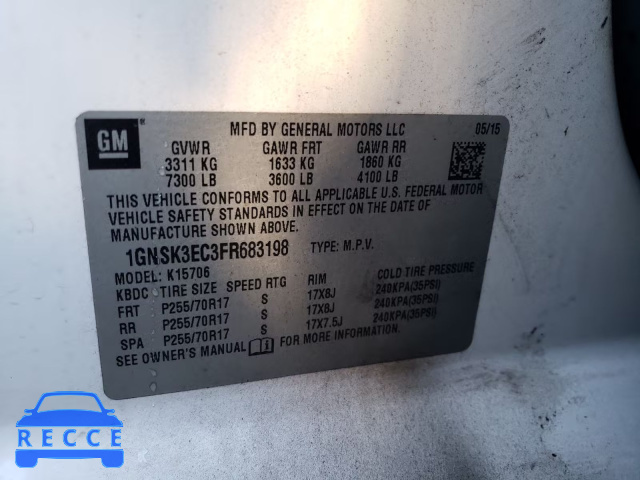 GM
MFD BY GENERAL MOTORS LLC 05/15
GVWR GAWR FRT GAWR RR
3311 KG 1633 KG 1860 KG
7300 LB 3600 LB 4100 LB
THIS VEHICLE CONFORMS TO ALL APPLICABLE U.S. FEDERAL MOTOR
VEHICLE SAFETY STANDARDS IN EFFECT ON THE DATE OF
MANUFACTURE SHOWN ABOVE.
1GNSK3EC3FR683198 TYPE: M.P.V.
MODEL: K15706
KBDC TIRE SIZE SPEED RTG RIM COLD TIRE PRESSURE
FRT P255/70R17 S 17X8J 240KPA(35PSI)
RR P255/70R17 S 17X8J 240KPA(35PSI)
SPA P255/70R17 S 17X7.5J 240KPA(35PSI)
SEE OWNER'S MANUAL FOR MORE INFORMATION.
RECCE